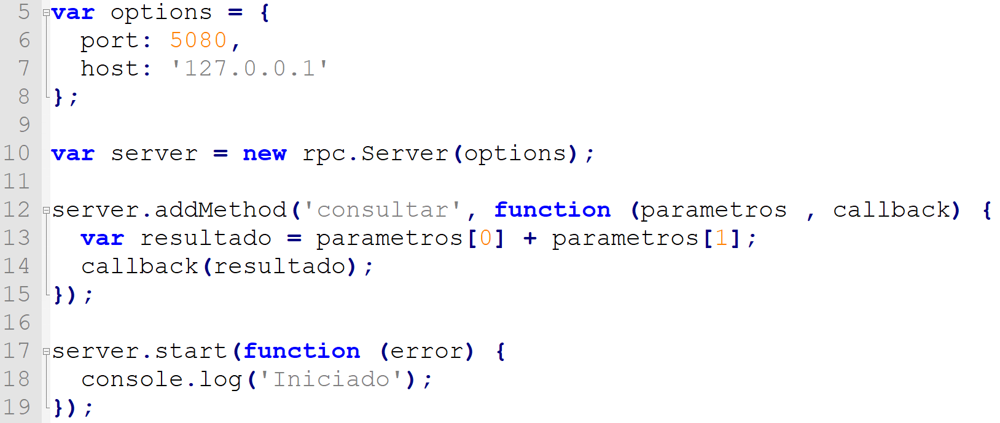 5 var options = {
6   port: 5080,
7   host: '127.0.0.1'
8 };
9
10 var server = new rpc.Server(options);
11
12 server.addMethod('consultar', function (parametros , callback) {
13   var resultado = parametros[0] + parametros[1];
14   callback(resultado);
15 });
16
17 server.start(function (error) {
18   console.log('Iniciado');
19 });